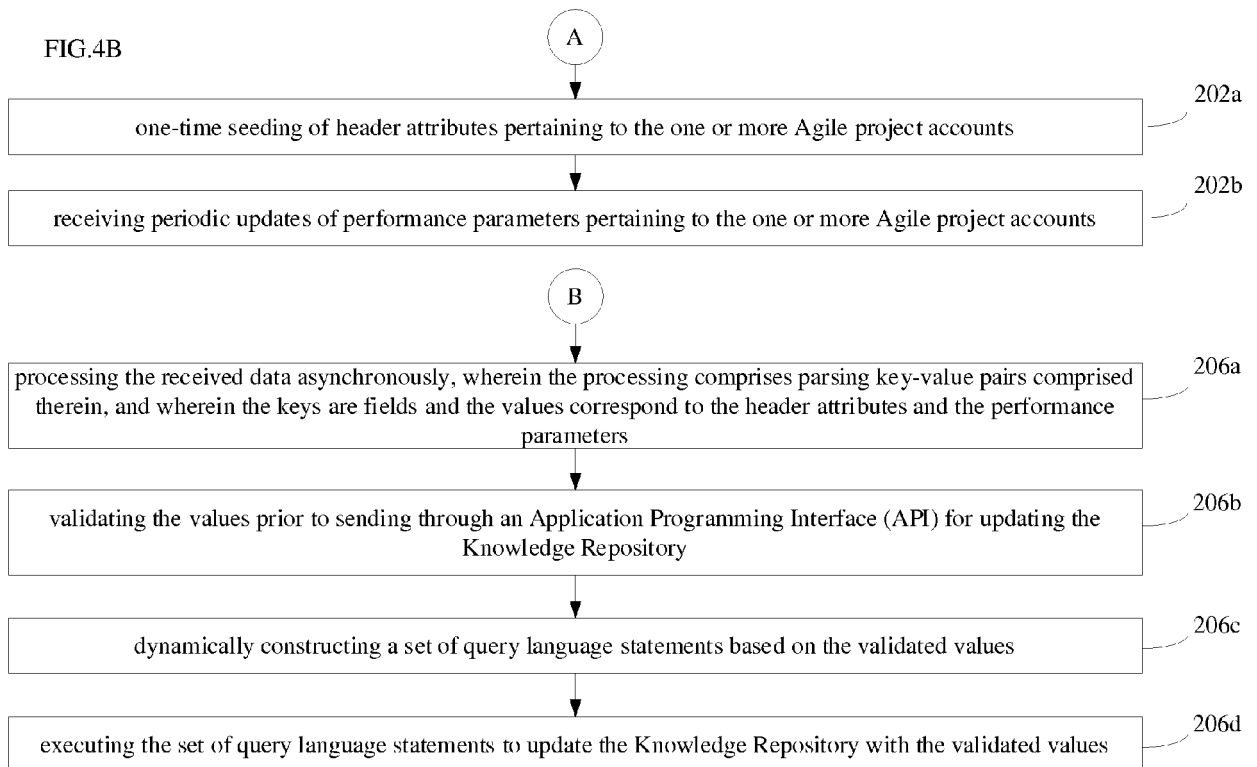 FIG.4B
A
202a
one-time seeding of header attributes pertaining to the one or more Agile project accounts
202b
receiving periodic updates of performance parameters pertaining to the one or more Agile project accounts
B
206a
processing the received data asynchronously, wherein the processing comprises parsing key-value pairs comprised
therein, and wherein the keys are fields and the values correspond to the header attributes and the performance
parameters
206b
validating the values prior to sending through an Application Programming Interface (API) for updating the
Knowledge Repository
206c
dynamically constructing a set of query language statements based on the validated values
206d
executing the set of query language statements to update the Knowledge Repository with the validated values